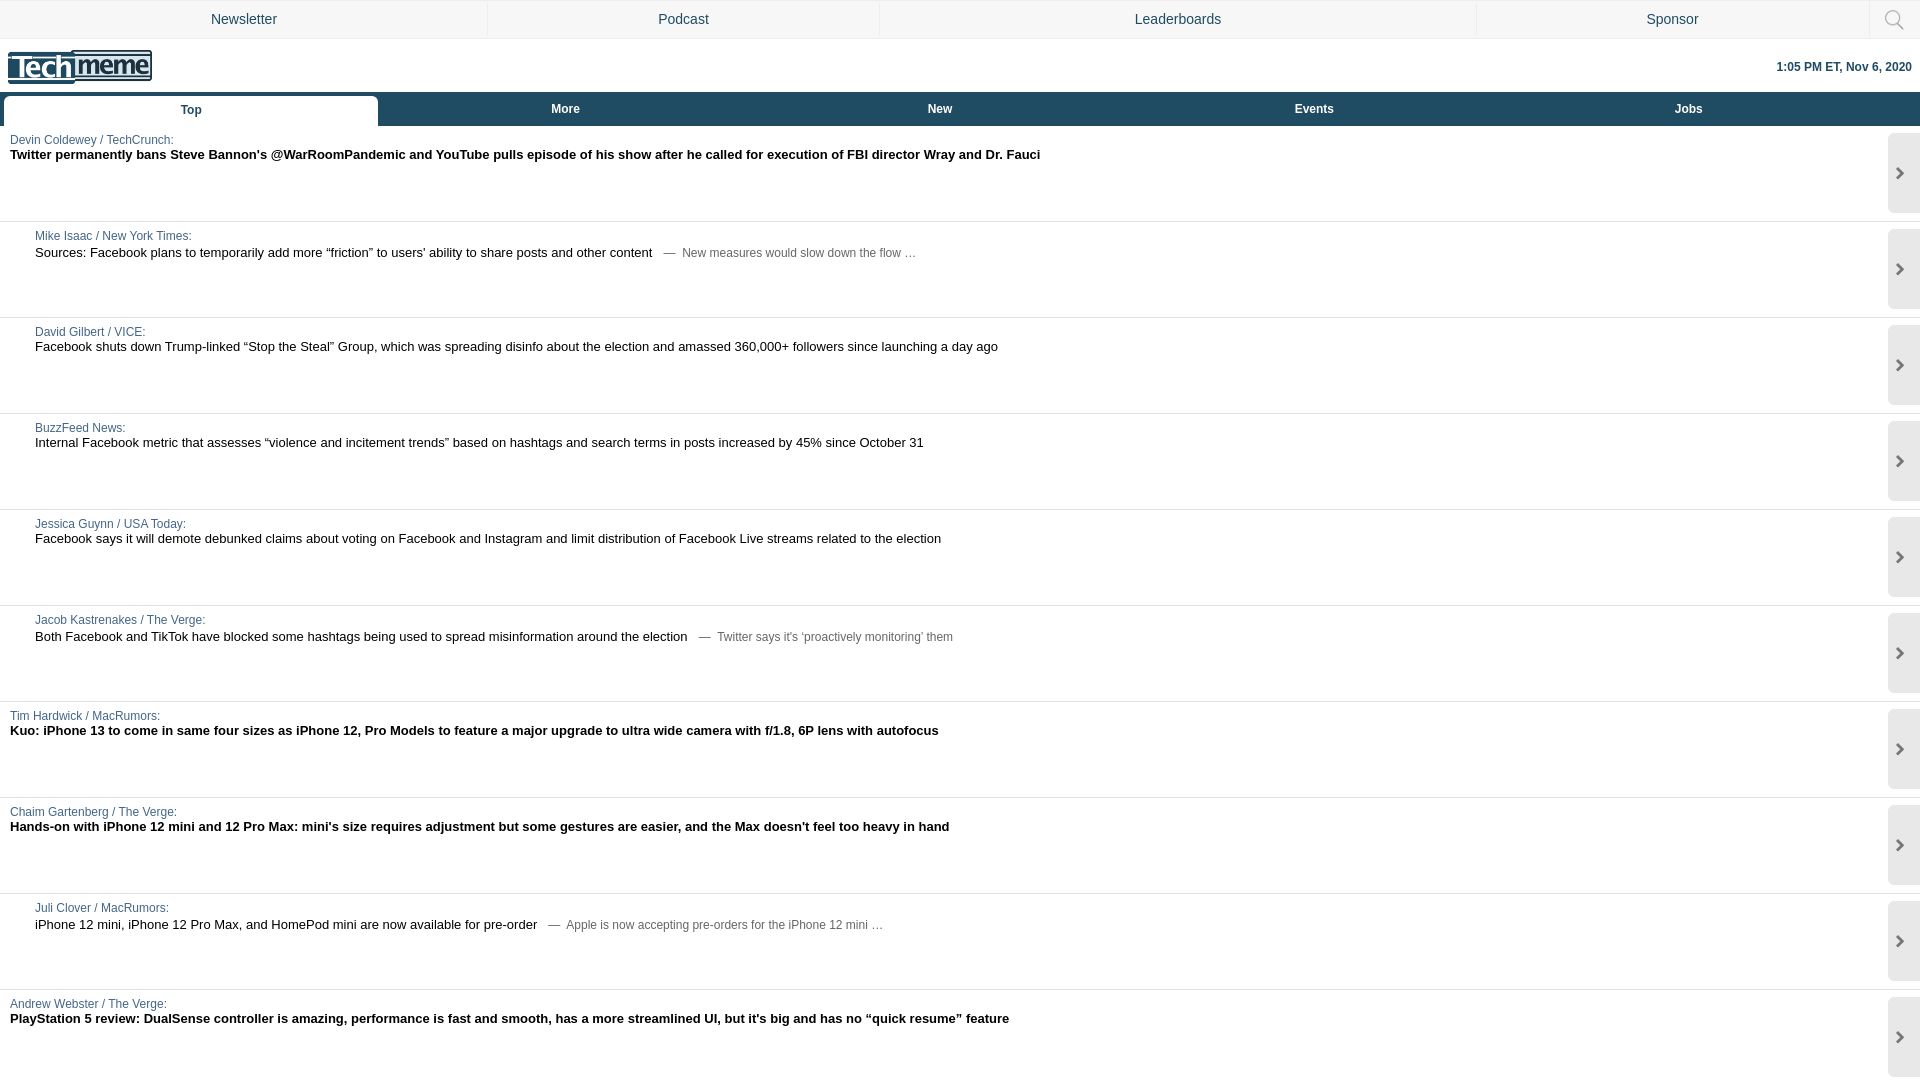 Newsletter
Podcast
Leaderboards
Sponsor
Techmeme
1:05 PM ET, Nov 6, 2020
Top
More
New
Events
Jobs
Devin Coldewey / TechCrunch:
Twitter permanently bans Steve Bannon's @WarRoomPandemic and YouTube pulls episode of his show after he called for execution of FBI director Wray and Dr. Fauci
Mike Isaac / New York Times:
Sources: Facebook plans to temporarily add more “friction” to users' ability to share posts and other content — New measures would slow down the flow …
David Gilbert / VICE:
Facebook shuts down Trump-linked “Stop the Steal” Group, which was spreading disinfo about the election and amassed 360,000+ followers since launching a day ago
BuzzFeed News:
Internal Facebook metric that assesses “violence and incitement trends” based on hashtags and search terms in posts increased by 45% since October 31
Jessica Guynn / USA Today:
Facebook says it will demote debunked claims about voting on Facebook and Instagram and limit distribution of Facebook Live streams related to the election
Jacob Kastrenakes / The Verge:
Both Facebook and TikTok have blocked some hashtags being used to spread misinformation around the election — Twitter says it's ‘proactively monitoring’ them
Tim Hardwick / MacRumors:
Kuo: iPhone 13 to come in same four sizes as iPhone 12, Pro Models to feature a major upgrade to ultra wide camera with f/1.8, 6P lens with autofocus
Chaim Gartenberg / The Verge:
Hands-on with iPhone 12 mini and 12 Pro Max: mini's size requires adjustment but some gestures are easier, and the Max doesn't feel too heavy in hand
Juli Clover / MacRumors:
iPhone 12 mini, iPhone 12 Pro Max, and HomePod mini are now available for pre-order — Apple is now accepting pre-orders for the iPhone 12 mini …
Andrew Webster / The Verge:
PlayStation 5 review: DualSense controller is amazing, performance is fast and smooth, has a more streamlined UI, but it's big and has no “quick resume” feature